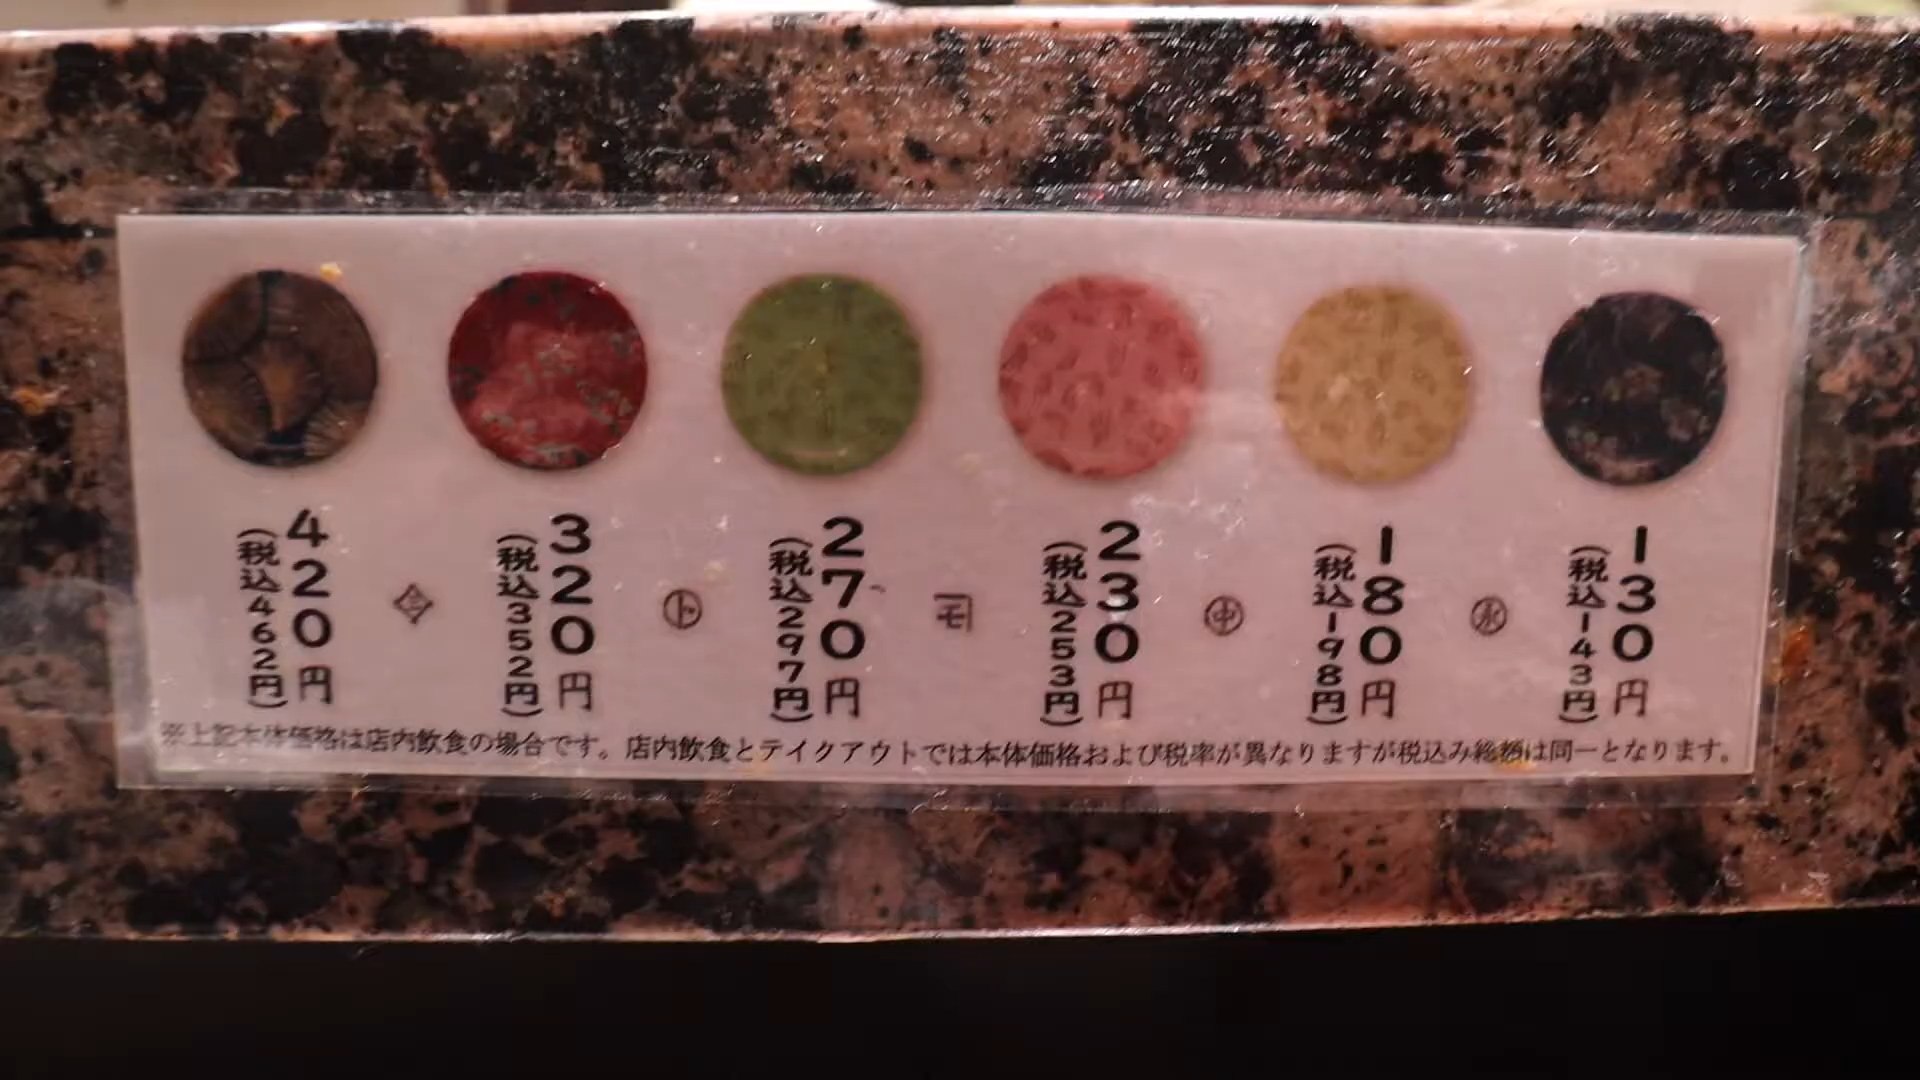 420円
(税込462円)
320円
(税込352円)
ト
270円
(税込297円)
モ
230円
(税込253円)
中
180円
(税込198円)
永
130円
(税込143円)
※上記本体価格は店内飲食の場合です。店内飲食とテイクアウトでは本体価格および税率が異なりますが税込み総額は同一となります。